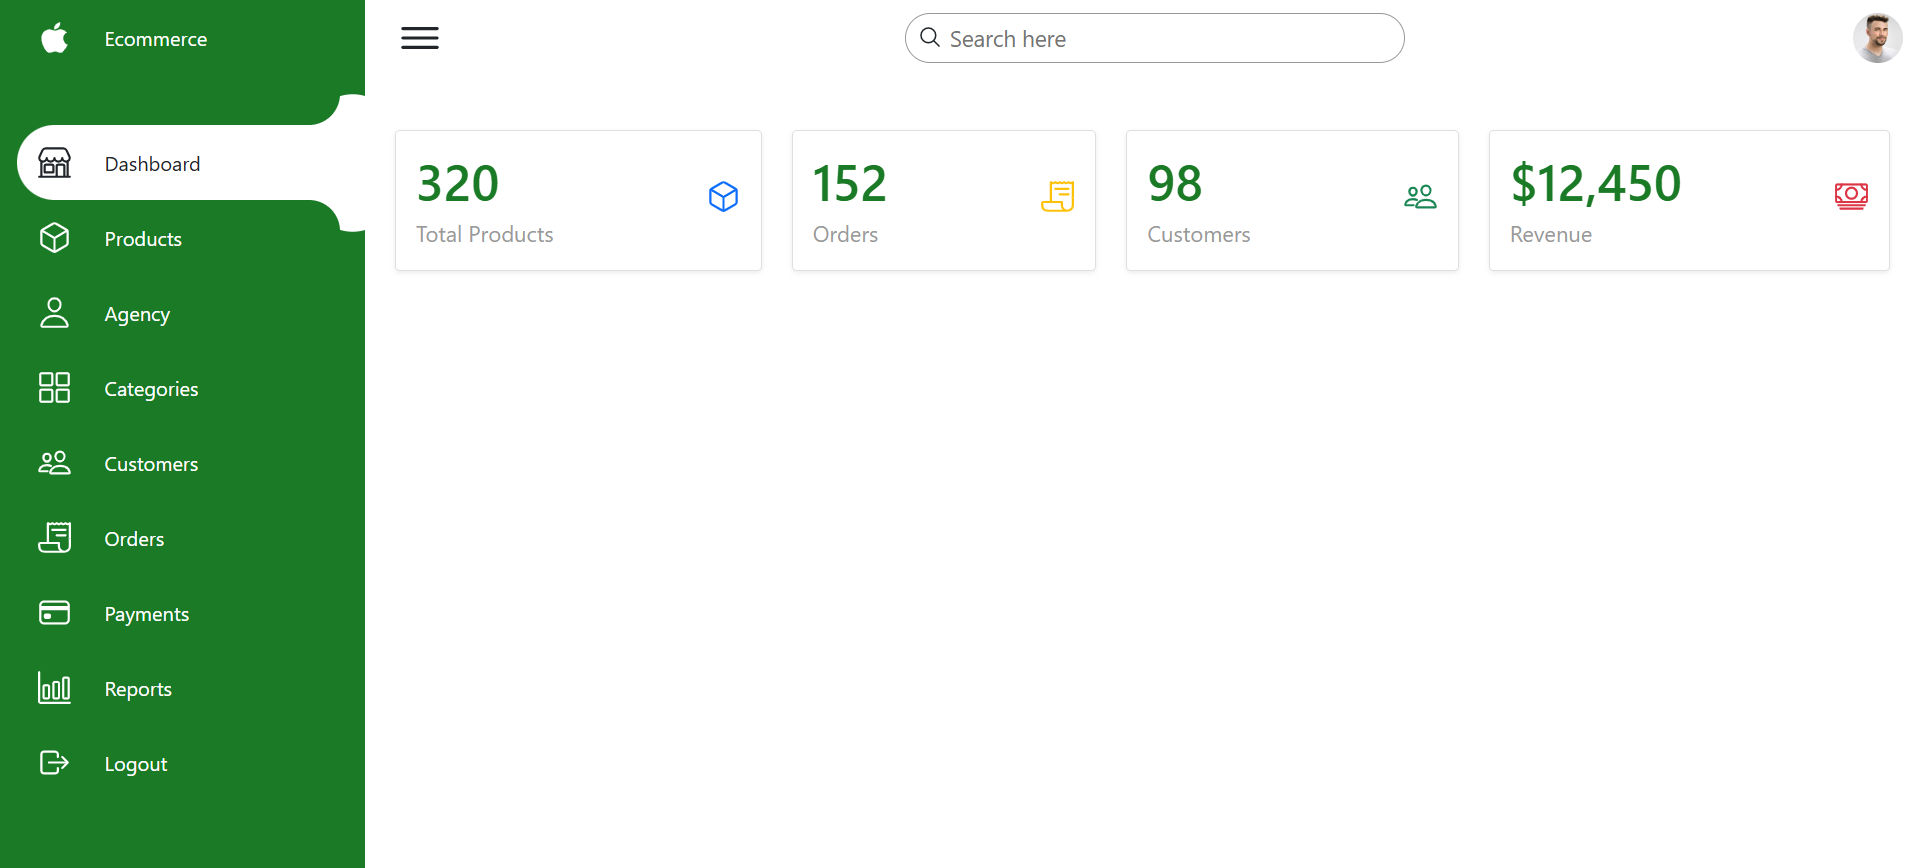 Ecommerce
Dashboard
Products
Agency
Categories
Customers
Orders
Payments
Reports
Logout
Search here
320
Total Products
152
Orders
98
Customers
$12,450
Revenue